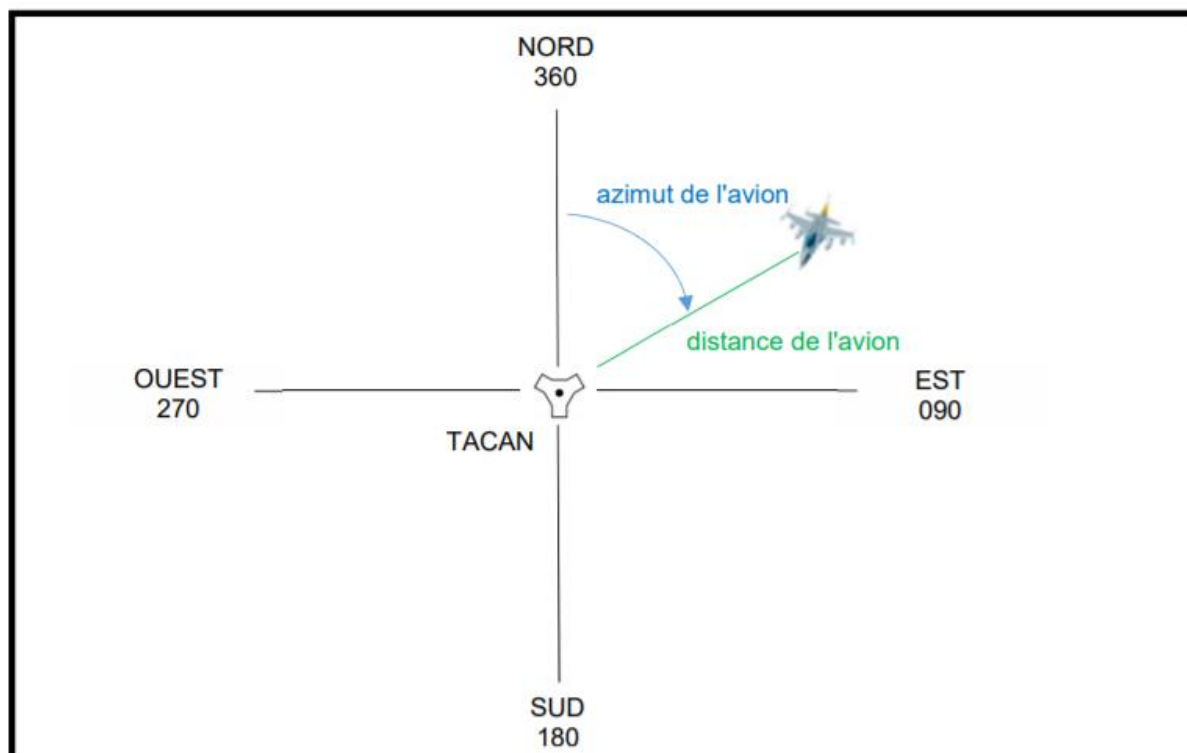 NORD
360
azimut de l'avion
distance de l'avion
OUEST
270
EST
090
TACAN
SUD
180